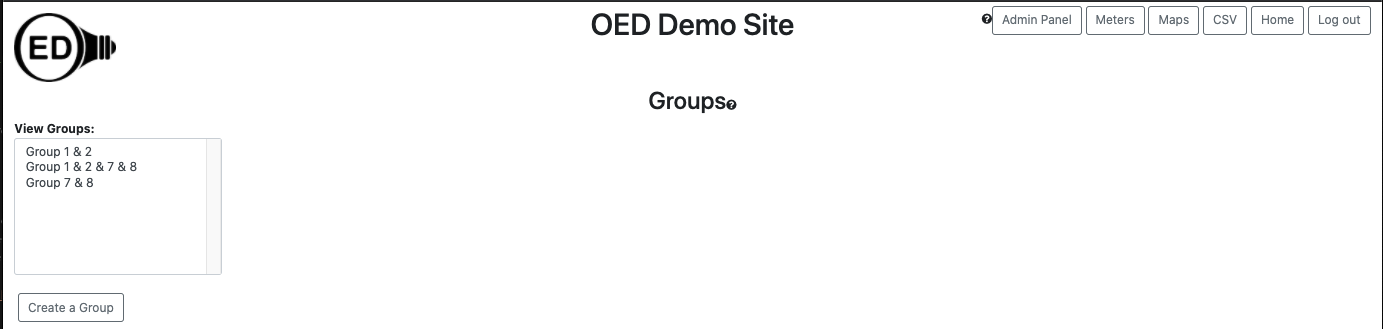 ED
OED Demo Site
? Admin Panel Meters Maps CSV Home Log out
Groups?
View Groups:
Group 1 & 2
Group 1 & 2 & 7 & 8
Group 7 & 8
Create a Group